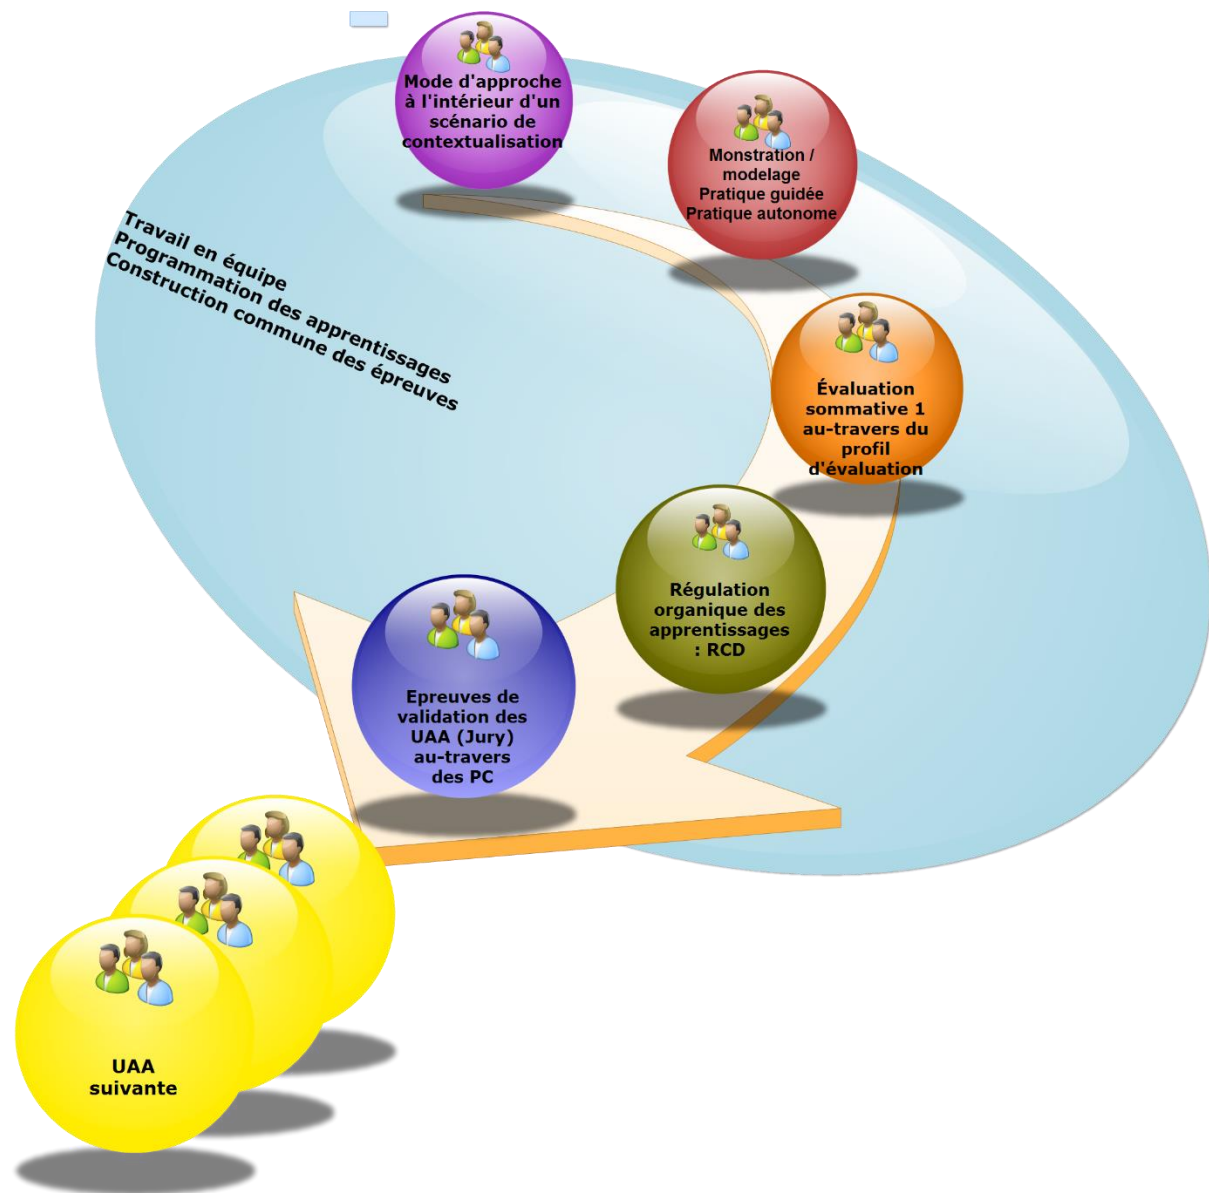 Mode d'approche
à l'intérieur d'un
scénario de
contextualisation
Monstration /
modelage
Pratique guidée
Pratique autonome
Travail en équipe
Programmation des apprentissages
Construction commune des épreuves
Évaluation
sommative 1
au-travers du
profil
d'évaluation
Régulation
organique des
apprentissages
: RCD
Epreuves de
validation des
UAA (Jury)
au-travers
des PC
UAA
suivante